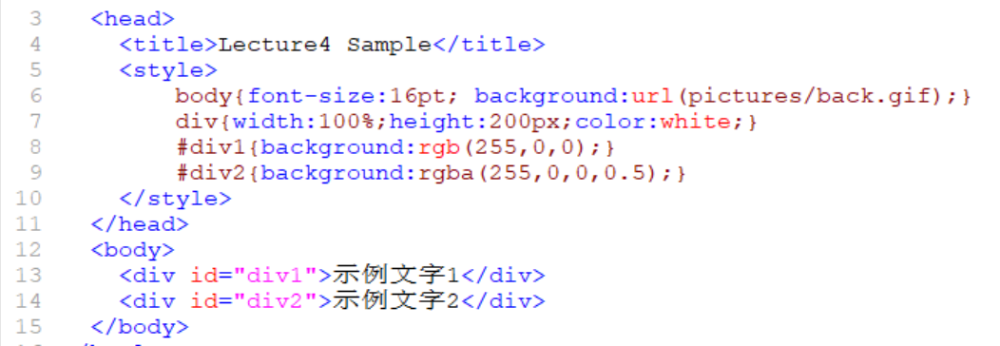 3 <head>
4 <title>Lecture4 Sample</title>
5 <style>
6 body{font-size:16pt; background:url(pictures/back.gif);}
7 div{width:100%;height:200px;color:white;}
8 #div1{background:rgb(255,0,0);}
9 #div2{background:rgba(255,0,0,0.5);}
10 </style>
11 </head>
12 <body>
13 <div id="div1">示例文字1</div>
14 <div id="div2">示例文字2</div>
15 </body>